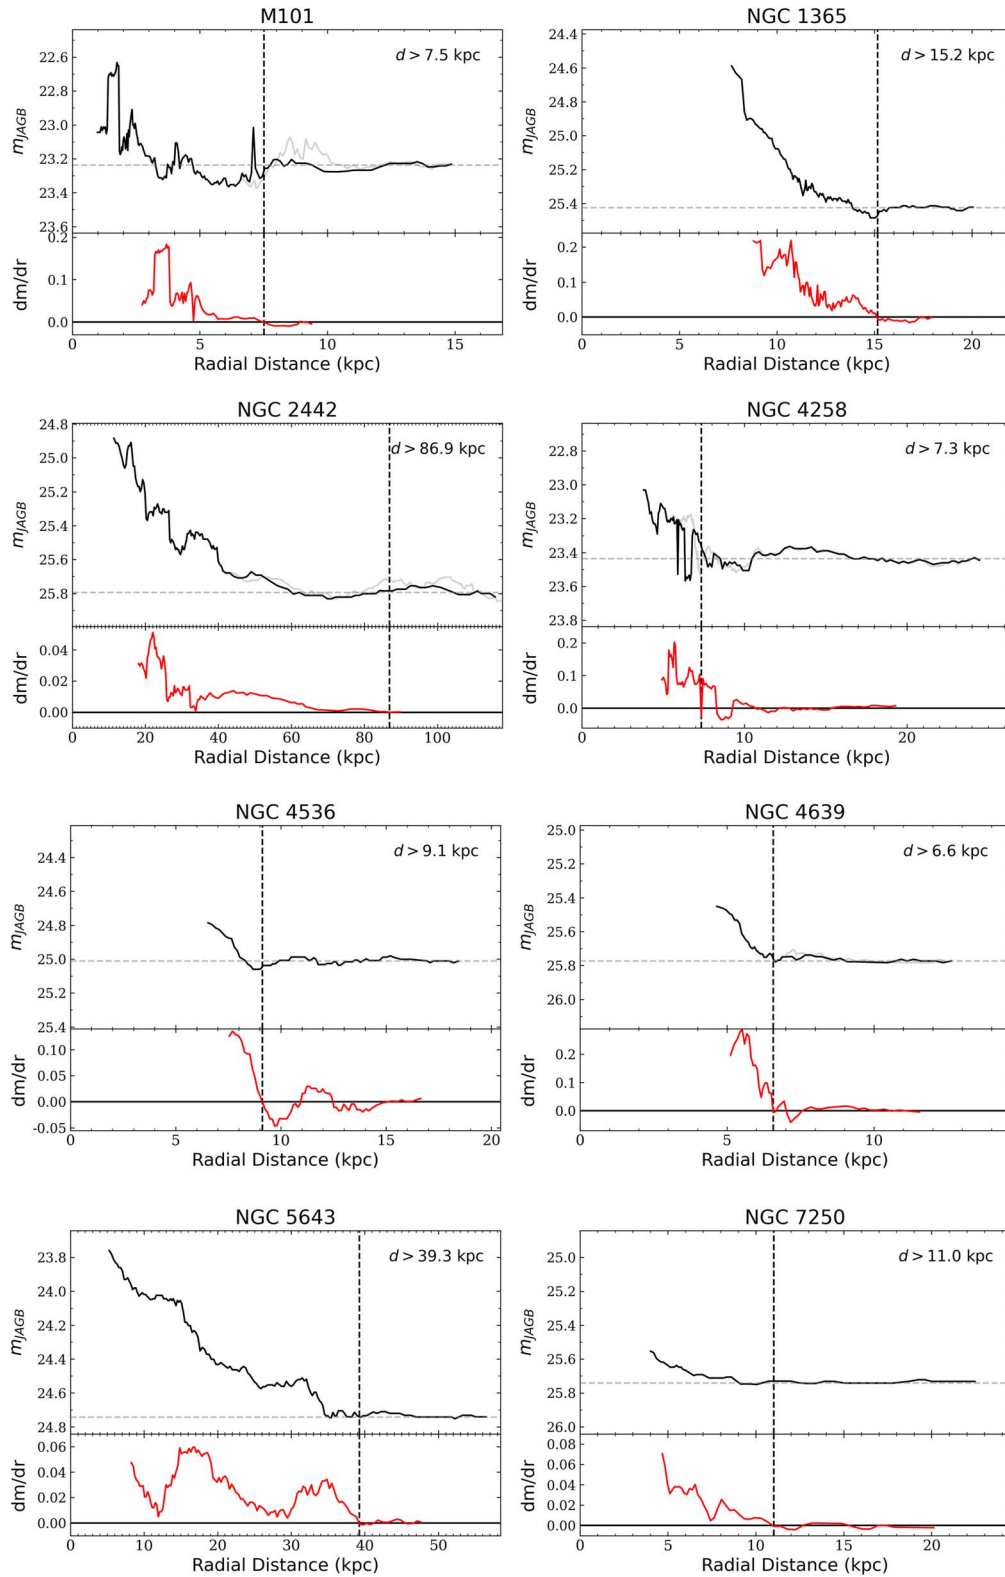 M101
d > 7.5 kpc
22.6
22.8
23.0
23.2
23.4
23.6
m_JAGB
0.2
0.1
0.0
dm/dr
0 5 10 15
Radial Distance (kpc)
NGC 1365
d > 15.2 kpc
24.4
24.6
24.8
25.0
25.2
25.4
m_JAGB
0.2
0.1
0.0
dm/dr
0 5 10 15 20
Radial Distance (kpc)
NGC 2442
d > 86.9 kpc
24.8
25.0
25.2
25.4
25.6
25.8
m_JAGB
0.04
0.02
0.00
dm/dr
0 20 40 60 80 100
Radial Distance (kpc)
NGC 4258
d > 7.3 kpc
22.8
23.0
23.2
23.4
23.6
23.8
m_JAGB
0.2
0.1
0.0
dm/dr
0 10 20
Radial Distance (kpc)
NGC 4536
d > 9.1 kpc
24.4
24.6
24.8
25.0
25.2
25.4
m_JAGB
0.10
0.05
0.00
-0.05
dm/dr
0 5 10 15 20
Radial Distance (kpc)
NGC 4639
d > 6.6 kpc
25.0
25.2
25.4
25.6
25.8
26.0
m_JAGB
0.2
0.1
0.0
dm/dr
0 5 10
Radial Distance (kpc)
NGC 5643
d > 39.3 kpc
23.8
24.0
24.2
24.4
24.6
24.8
m_JAGB
0.06
0.04
0.02
0.00
dm/dr
0 10 20 30 40 50
Radial Distance (kpc)
NGC 7250
d > 11.0 kpc
25.0
25.2
25.4
25.6
25.8
26.0
m_JAGB
0.08
0.06
0.04
0.02
0.00
dm/dr
0 5 10 15 20
Radial Distance (kpc)